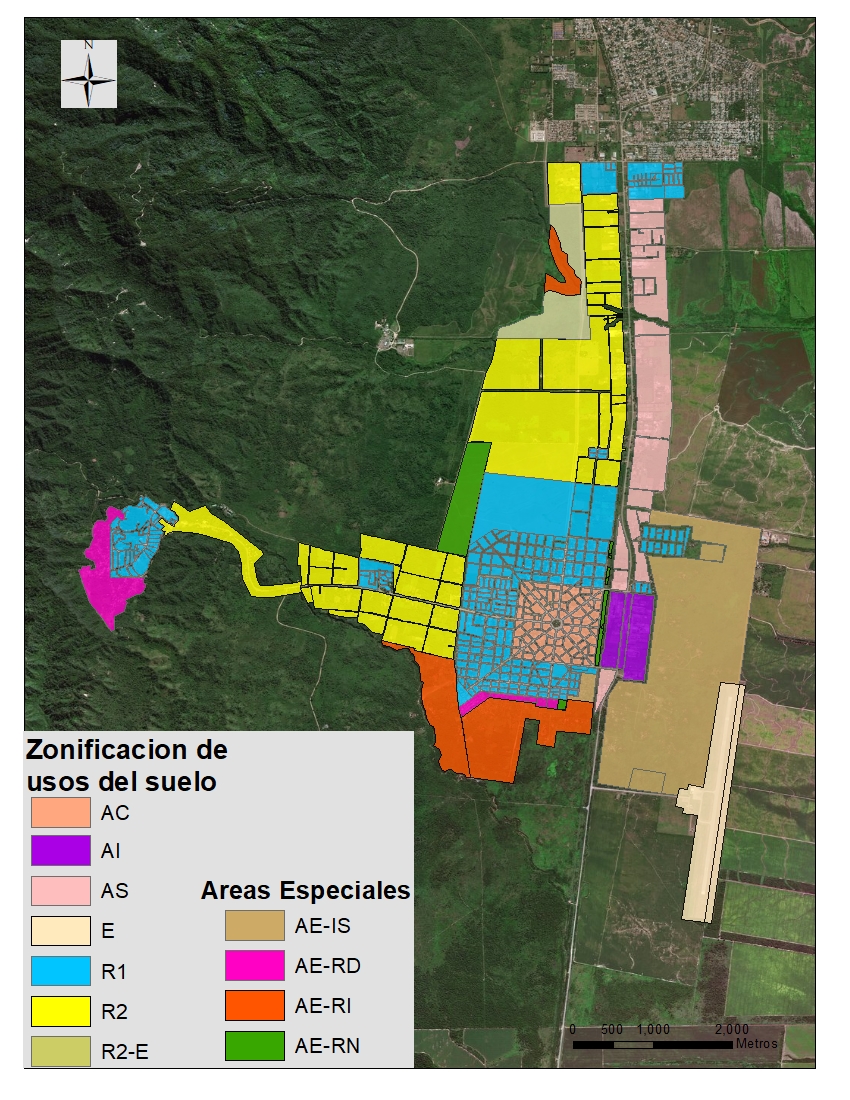 N
Zonificacion de
usos del suelo
AC
AI
AS
E
R1
R2
R2-E
Areas Especiales
AE-IS
AE-RD
AE-RI
AE-RN
0 500 1,000 2,000
Metros